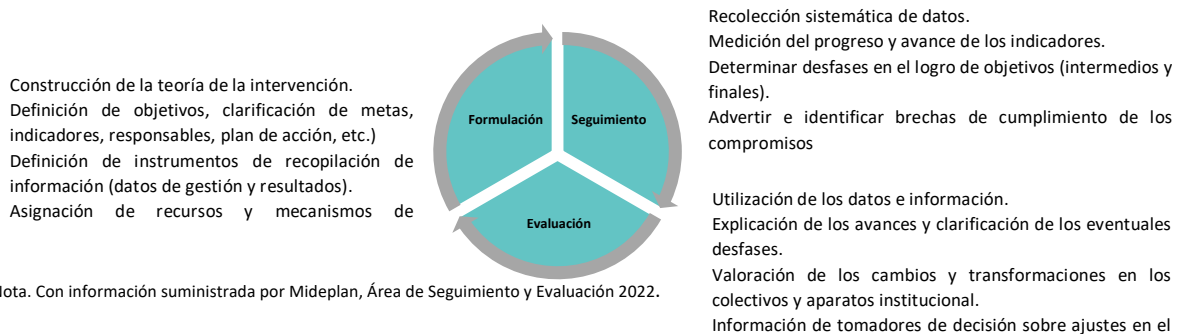 Construcción de la teoría de la intervención.
Definición de objetivos, clarificación de metas,
indicadores, responsables, plan de acción, etc.)
Definición de instrumentos de recopilación de
información (datos de gestión y resultados).
Asignación de recursos y mecanismos de
Formulación
Seguimiento
Evaluación
Recolección sistemática de datos.
Medición del progreso y avance de los indicadores.
Determinar desfases en el logro de objetivos (intermedios y
finales).
Advertir e identificar brechas de cumplimiento de los
compromisos
Utilización de los datos e información.
Explicación de los avances y clarificación de los eventuales
desfases.
Valoración de los cambios y transformaciones en los
colectivos y aparatos institucional.
Información de tomadores de decisión sobre ajustes en el
Nota. Con información suministrada por Mideplan, Área de Seguimiento y Evaluación 2022.